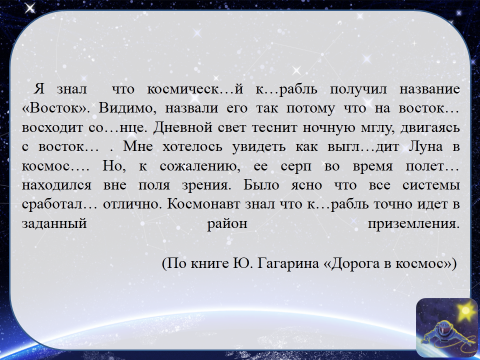 Я знал что космическ…й к…рабль получил название
«Восток». Видимо, назвали его так потому что на восток…
восходит со…нце. Дневной свет теснит ночную мглу, двигаясь
с восток… . Мне хотелось увидеть как выгл…дит Луна в
космос…. Но, к сожалению, ее серп во время полет…
находился вне поля зрения. Было ясно что все системы
сработал… отлично. Космонавт знал что к…рабль точно идет в
заданный район приземления.
(По книге Ю. Гагарина «Дорога в космос»)